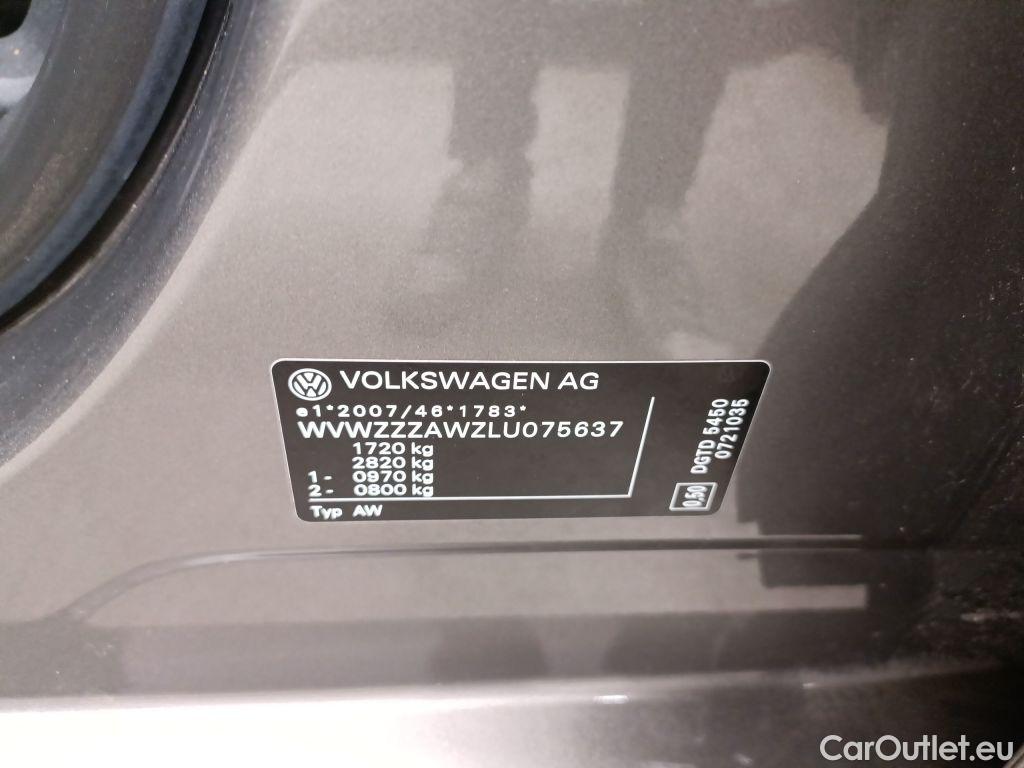 VOLKSWAGEN AG
e1*2007/46*1783*
WVWZZZAWZLU075637
1720 kg
2820 kg
1 - 0970 kg
2 - 0800 kg
Typ AW
DGTD 5450
0721035
0,50
CarOutlet.eu